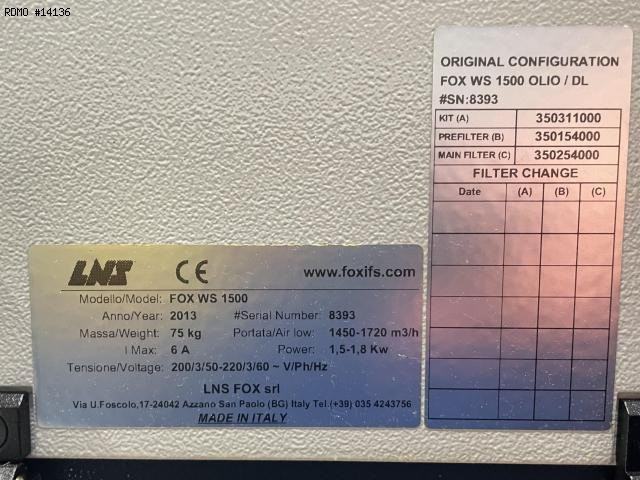 RDMO #14136
ORIGINAL CONFIGURATION
FOX WS 1500 OLIO / DL
#SN:8393
KIT (A) 350311000
PREFILTER (B) 350154000
MAIN FILTER (C) 350254000
FILTER CHANGE
Date (A) (B) (C)
LNS CE www.foxifs.com
Modello/Model: FOX WS 1500
Anno/Year: 2013 #Serial Number: 8393
Massa/Weight: 75 kg Portata/Air low: 1450-1720 m3/h
I Max: 6 A Power: 1,5-1,8 Kw
Tensione/Voltage: 200/3/50-220/3/60 ~ V/Ph/Hz
LNS FOX srl
Via U.Foscolo,17-24042 Azzano San Paolo (BG) Italy Tel.(+39) 035 4243756
MADE IN ITALY